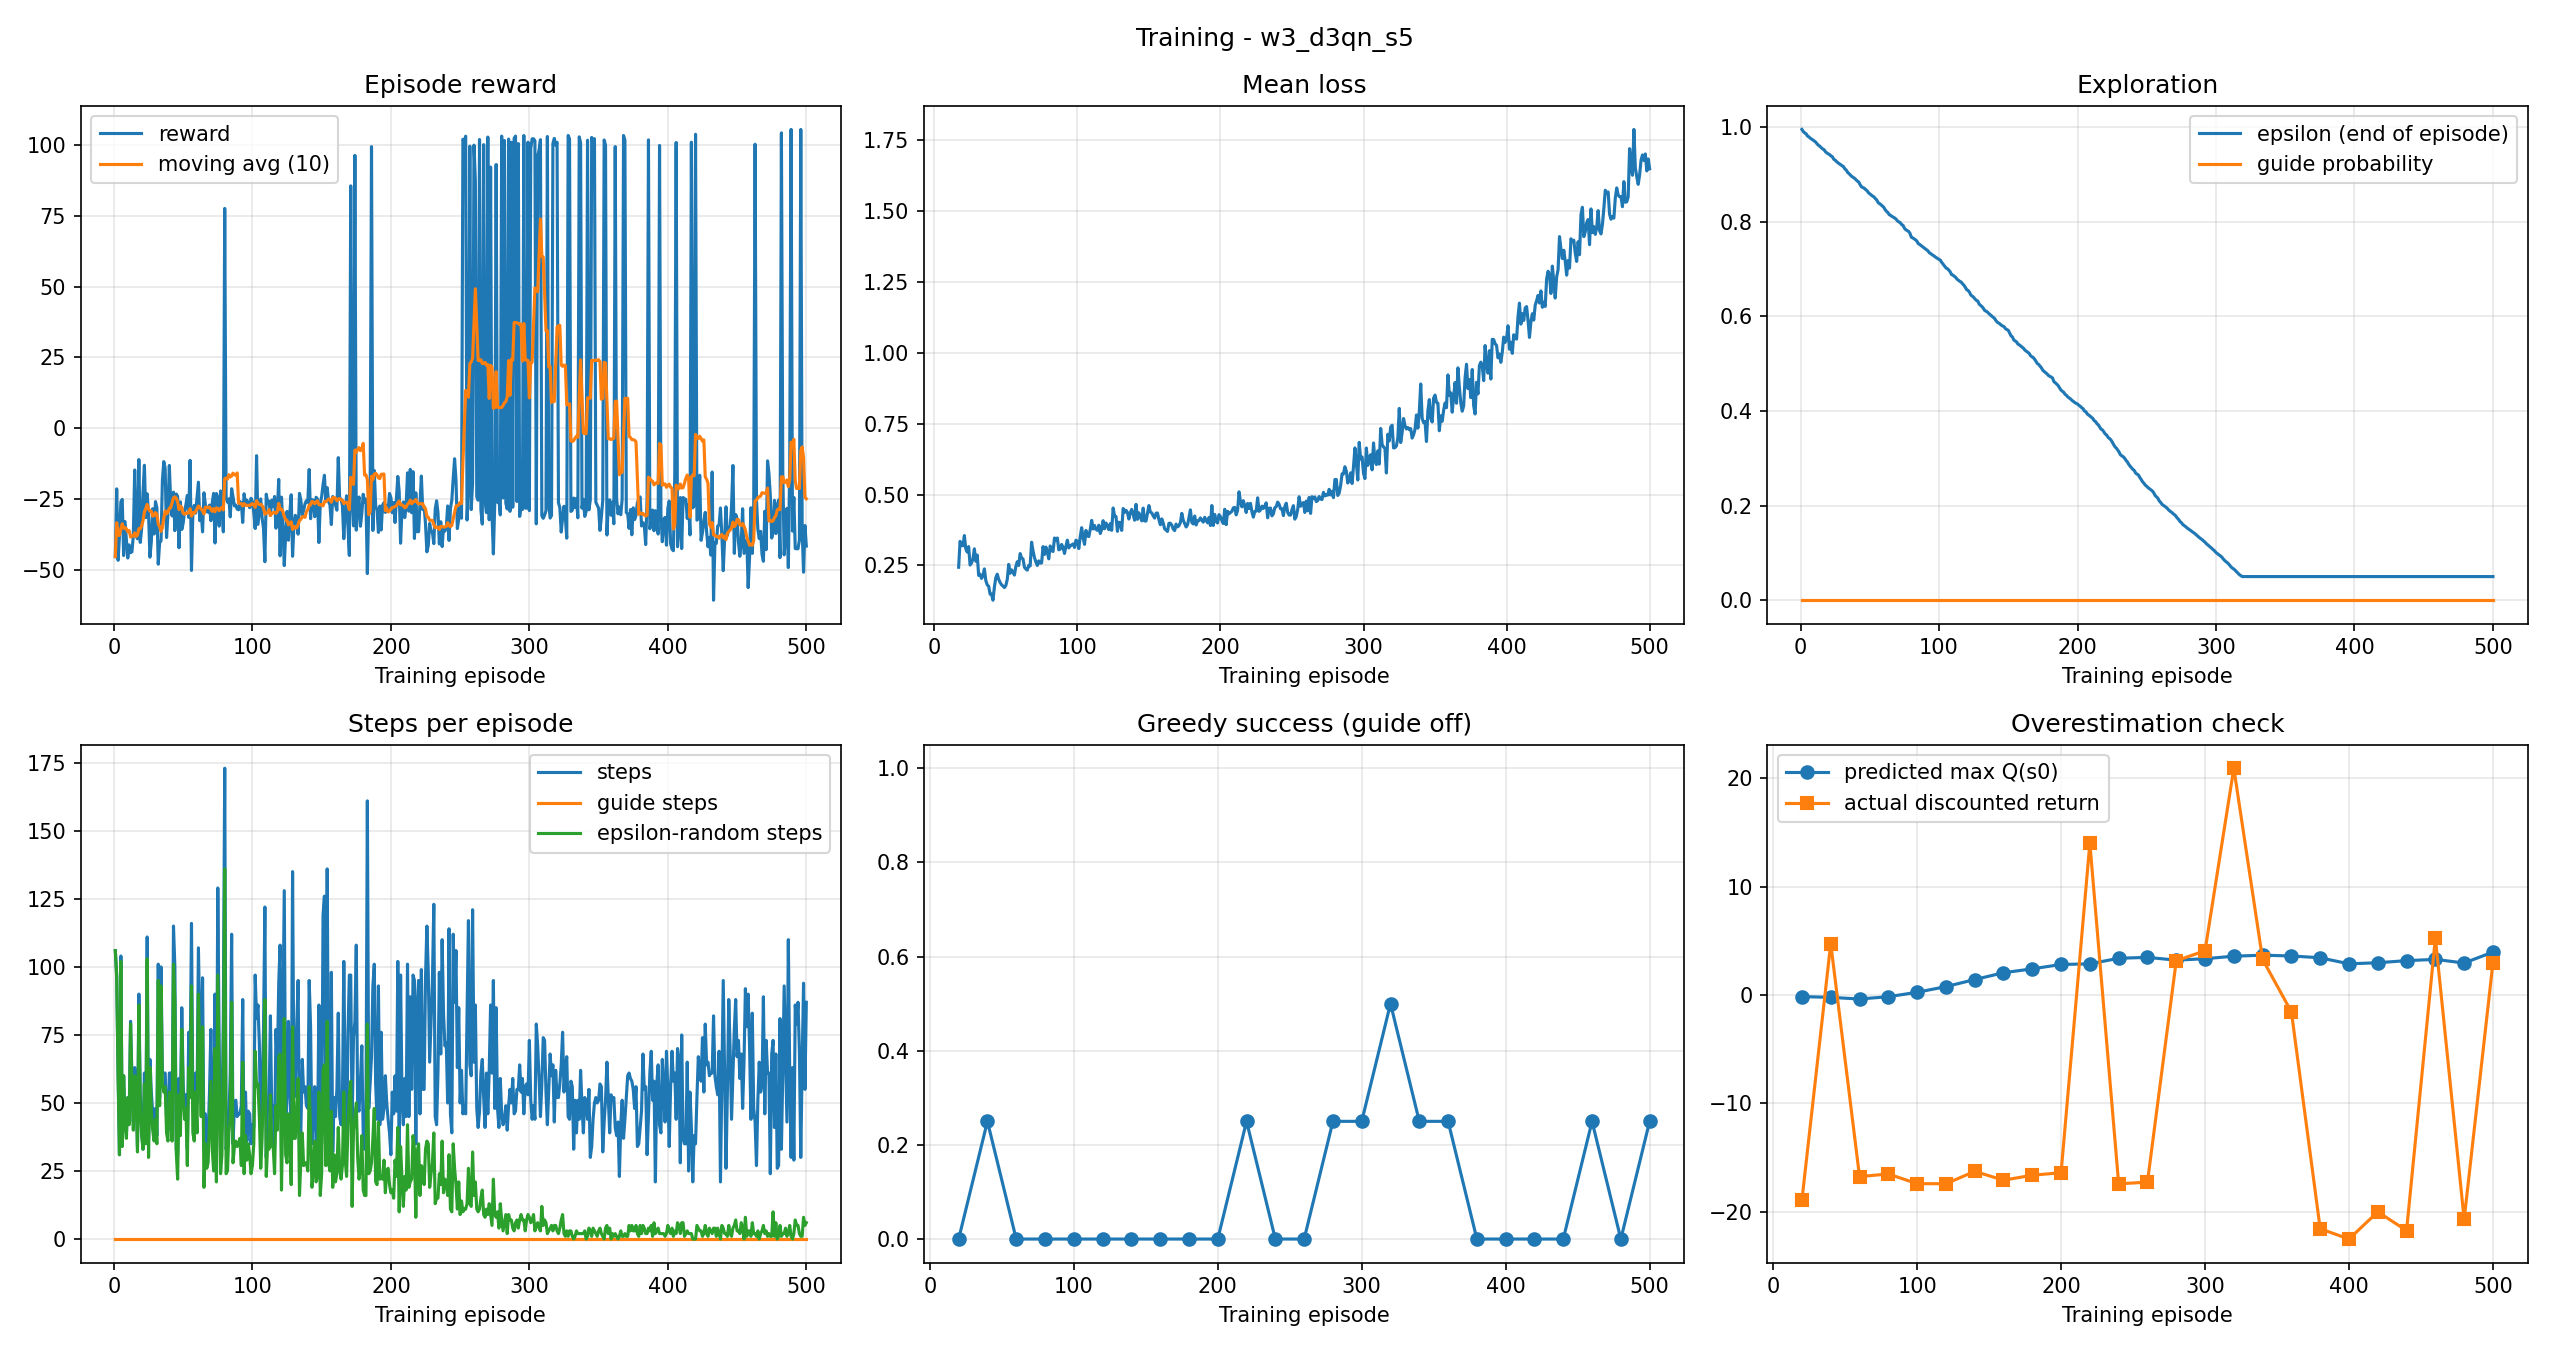 Training - w3_d3qn_s5
Episode reward
reward
moving avg (10)
100
75
50
25
0
−25
−50
0 100 200 300 400 500
Training episode
Mean loss
1.75
1.50
1.25
1.00
0.75
0.50
0.25
0 100 200 300 400 500
Training episode
Exploration
epsilon (end of episode)
guide probability
1.0
0.8
0.6
0.4
0.2
0.0
0 100 200 300 400 500
Training episode
Steps per episode
steps
guide steps
epsilon-random steps
175
150
125
100
75
50
25
0
0 100 200 300 400 500
Training episode
Greedy success (guide off)
1.0
0.8
0.6
0.4
0.2
0.0
0 100 200 300 400 500
Training episode
Overestimation check
predicted max Q(s0)
actual discounted return
20
10
0
−10
−20
0 100 200 300 400 500
Training episode